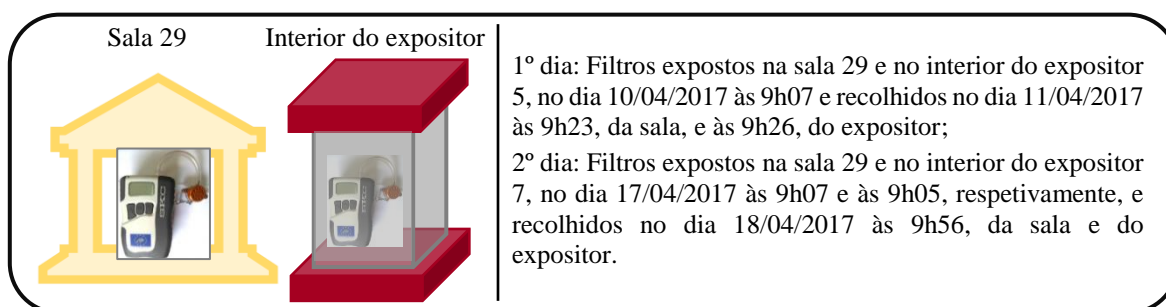 Sala 29
Interior do expositor
1º dia: Filtros expostos na sala 29 e no interior do expositor
5, no dia 10/04/2017 às 9h07 e recolhidos no dia 11/04/2017
às 9h23, da sala, e às 9h26, do expositor;
2º dia: Filtros expostos na sala 29 e no interior do expositor
7, no dia 17/04/2017 às 9h07 e às 9h05, respetivamente, e
recolhidos no dia 18/04/2017 às 9h56, da sala e do
expositor.
SKC